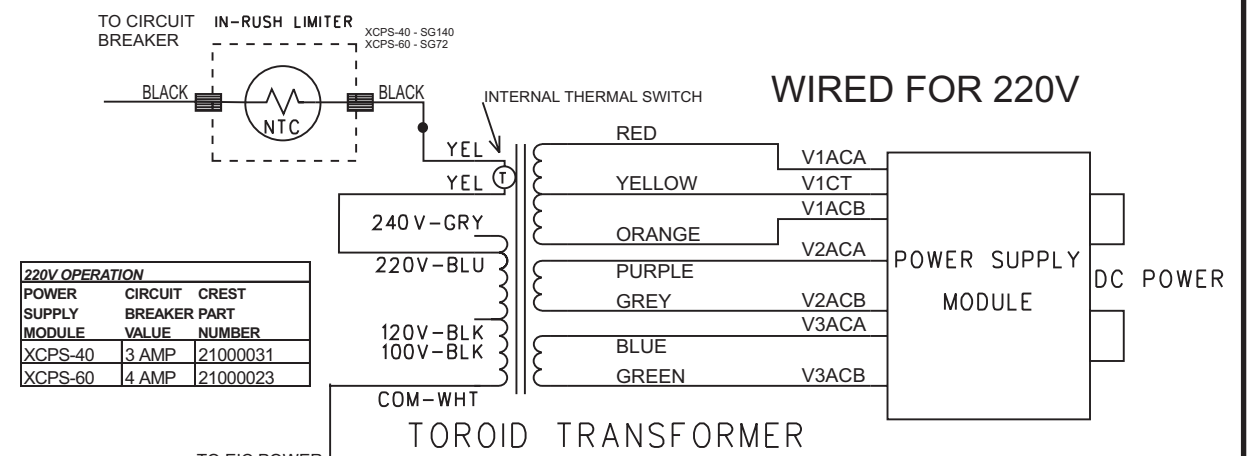 TO CIRCUIT
BREAKER
IN-RUSH LIMITER
XCPS-40 - SG140
XCPS-60 - SG72
BLACK
NTC
BLACK
INTERNAL THERMAL SWITCH
WIRED FOR 220V
YEL
YEL
T
240V-GRY
220V-BLU
120V-BLK
100V-BLK
COM-WHT
RED
YELLOW
ORANGE
PURPLE
GREY
BLUE
GREEN
V1ACA
V1CT
V1ACB
V2ACA
V2ACB
V3ACA
V3ACB
POWER SUPPLY
MODULE
DC POWER
220V OPERATION
POWER CIRCUIT CREST
SUPPLY BREAKER PART
MODULE VALUE NUMBER
XCPS-40 3 AMP 21000031
XCPS-60 4 AMP 21000023
TOROID TRANSFORMER